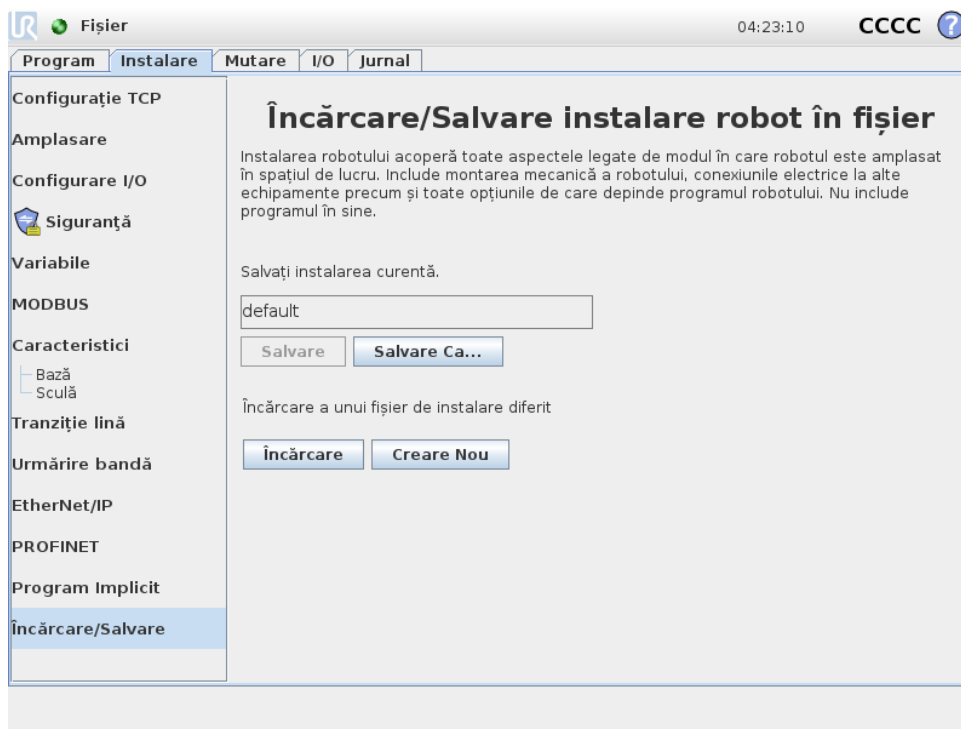 UR Fișier 04:23:10 CCCC ?
Program Instalare Mutare I/O Jurnal
Configurație TCP
Amplasare
Configurare I/O
Siguranţă
Variabile
MODBUS
Caracteristici
Bază
Sculă
Tranziție lină
Urmărire bandă
EtherNet/IP
PROFINET
Program Implicit
Încărcare/Salvare
Încărcare/Salvare instalare robot în fișier
Instalarea robotului acoperă toate aspectele legate de modul în care robotul este amplasat
în spațiul de lucru. Include montarea mecanică a robotului, conexiunile electrice la alte
echipamente precum și toate opțiunile de care depinde programul robotului. Nu include
programul în sine.
Salvați instalarea curentă.
default
Salvare Salvare Ca...
Încărcare a unui fișier de instalare diferit
Încărcare Creare Nou